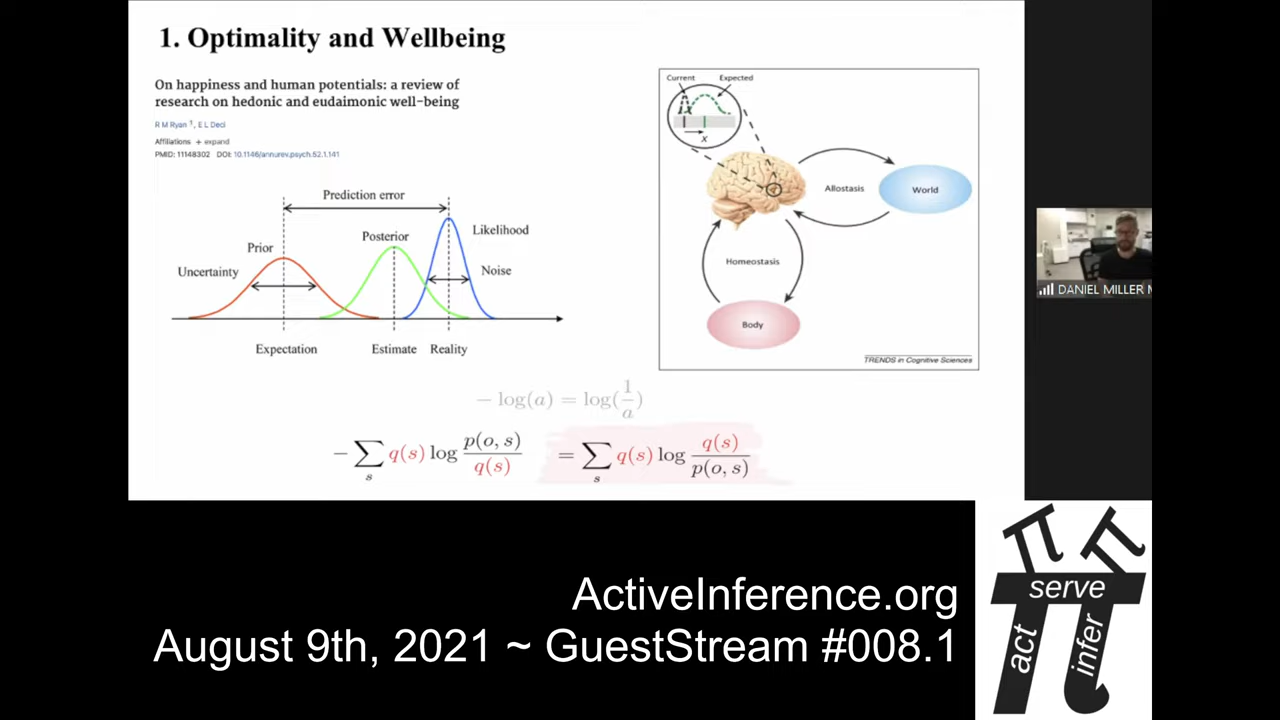 1. Optimality and Wellbeing
On happiness and human potentials: a review of
research on hedonic and eudaimonic well-being
R M Ryan 1, E L Deci
Affiliations + expand
PMID: 11148302 DOI: 10.1146/annurev.psych.52.1.141
Prediction error
Prior
Posterior
Likelihood
Uncertainty
Noise
Expectation
Estimate
Reality
Current
Expected
x
Allostasis
World
Homeostasis
Body
TRENDS in Cognitive Sciences
− log(a) = log(1/a)
− ∑s q(s) log p(o, s)/q(s) = ∑s q(s) log q(s)/p(o, s)
DANIEL MILLER
ActiveInference.org
August 9th, 2021 ~ GuestStream #008.1
serve
act
infer